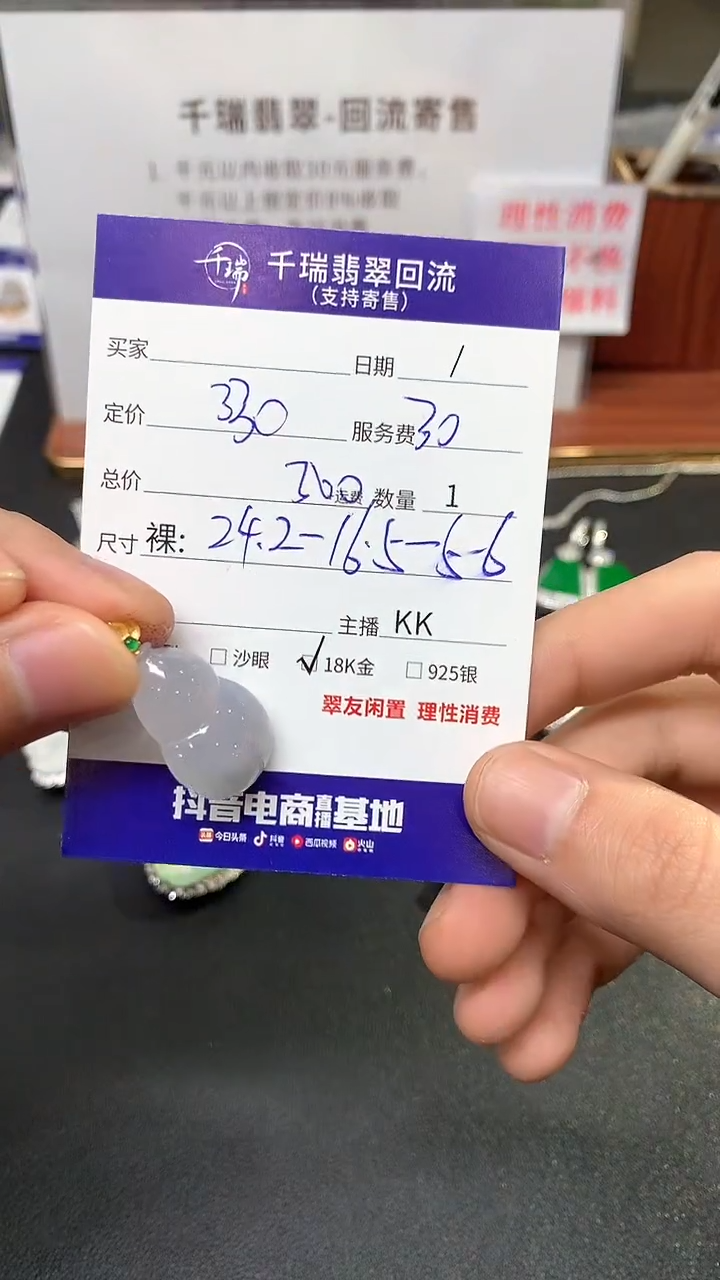 千瑞翡翠-回流寄售
理性消费
千瑞
千瑞翡翠回流
(支持寄售)
买家 日期 /
定价 330 服务费 30
总价 300 运费 数量 1
尺寸 裸: 24.2-16.5-5-6
主播 KK
沙眼 ✓ 18K金 925银
翠友闲置 理性消费
抖音电商直播基地
今日头条 抖音 西瓜视频 火山